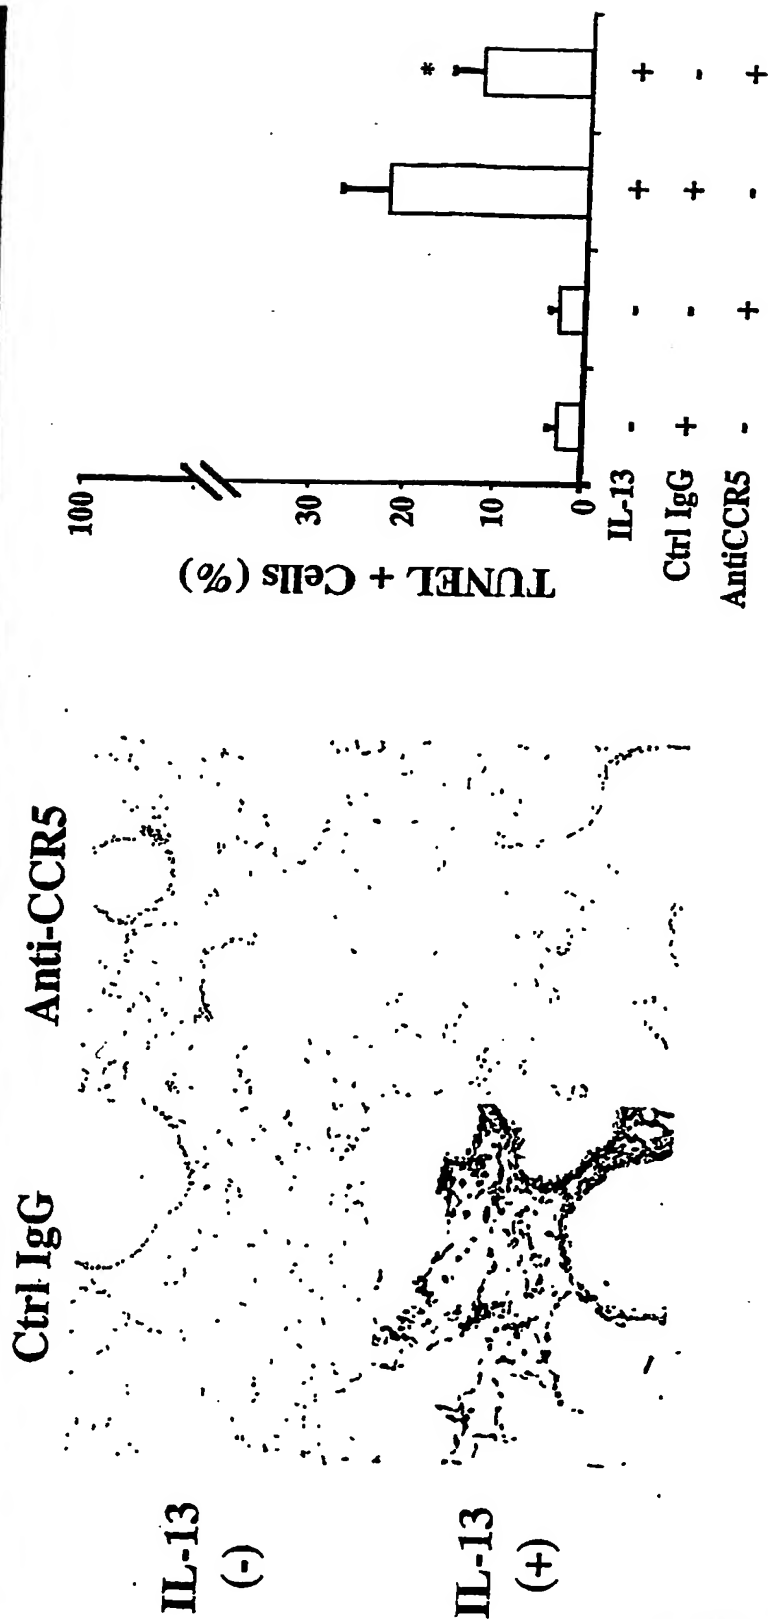 Ctrl IgG Anti-CCR5
IL-13
(-)
IL-13
(+)
TUNEL + Cells (%)
100
30
20
10
0
*
IL-13 - - + +
Ctrl IgG + - + -
AntiCCR5 - + - +